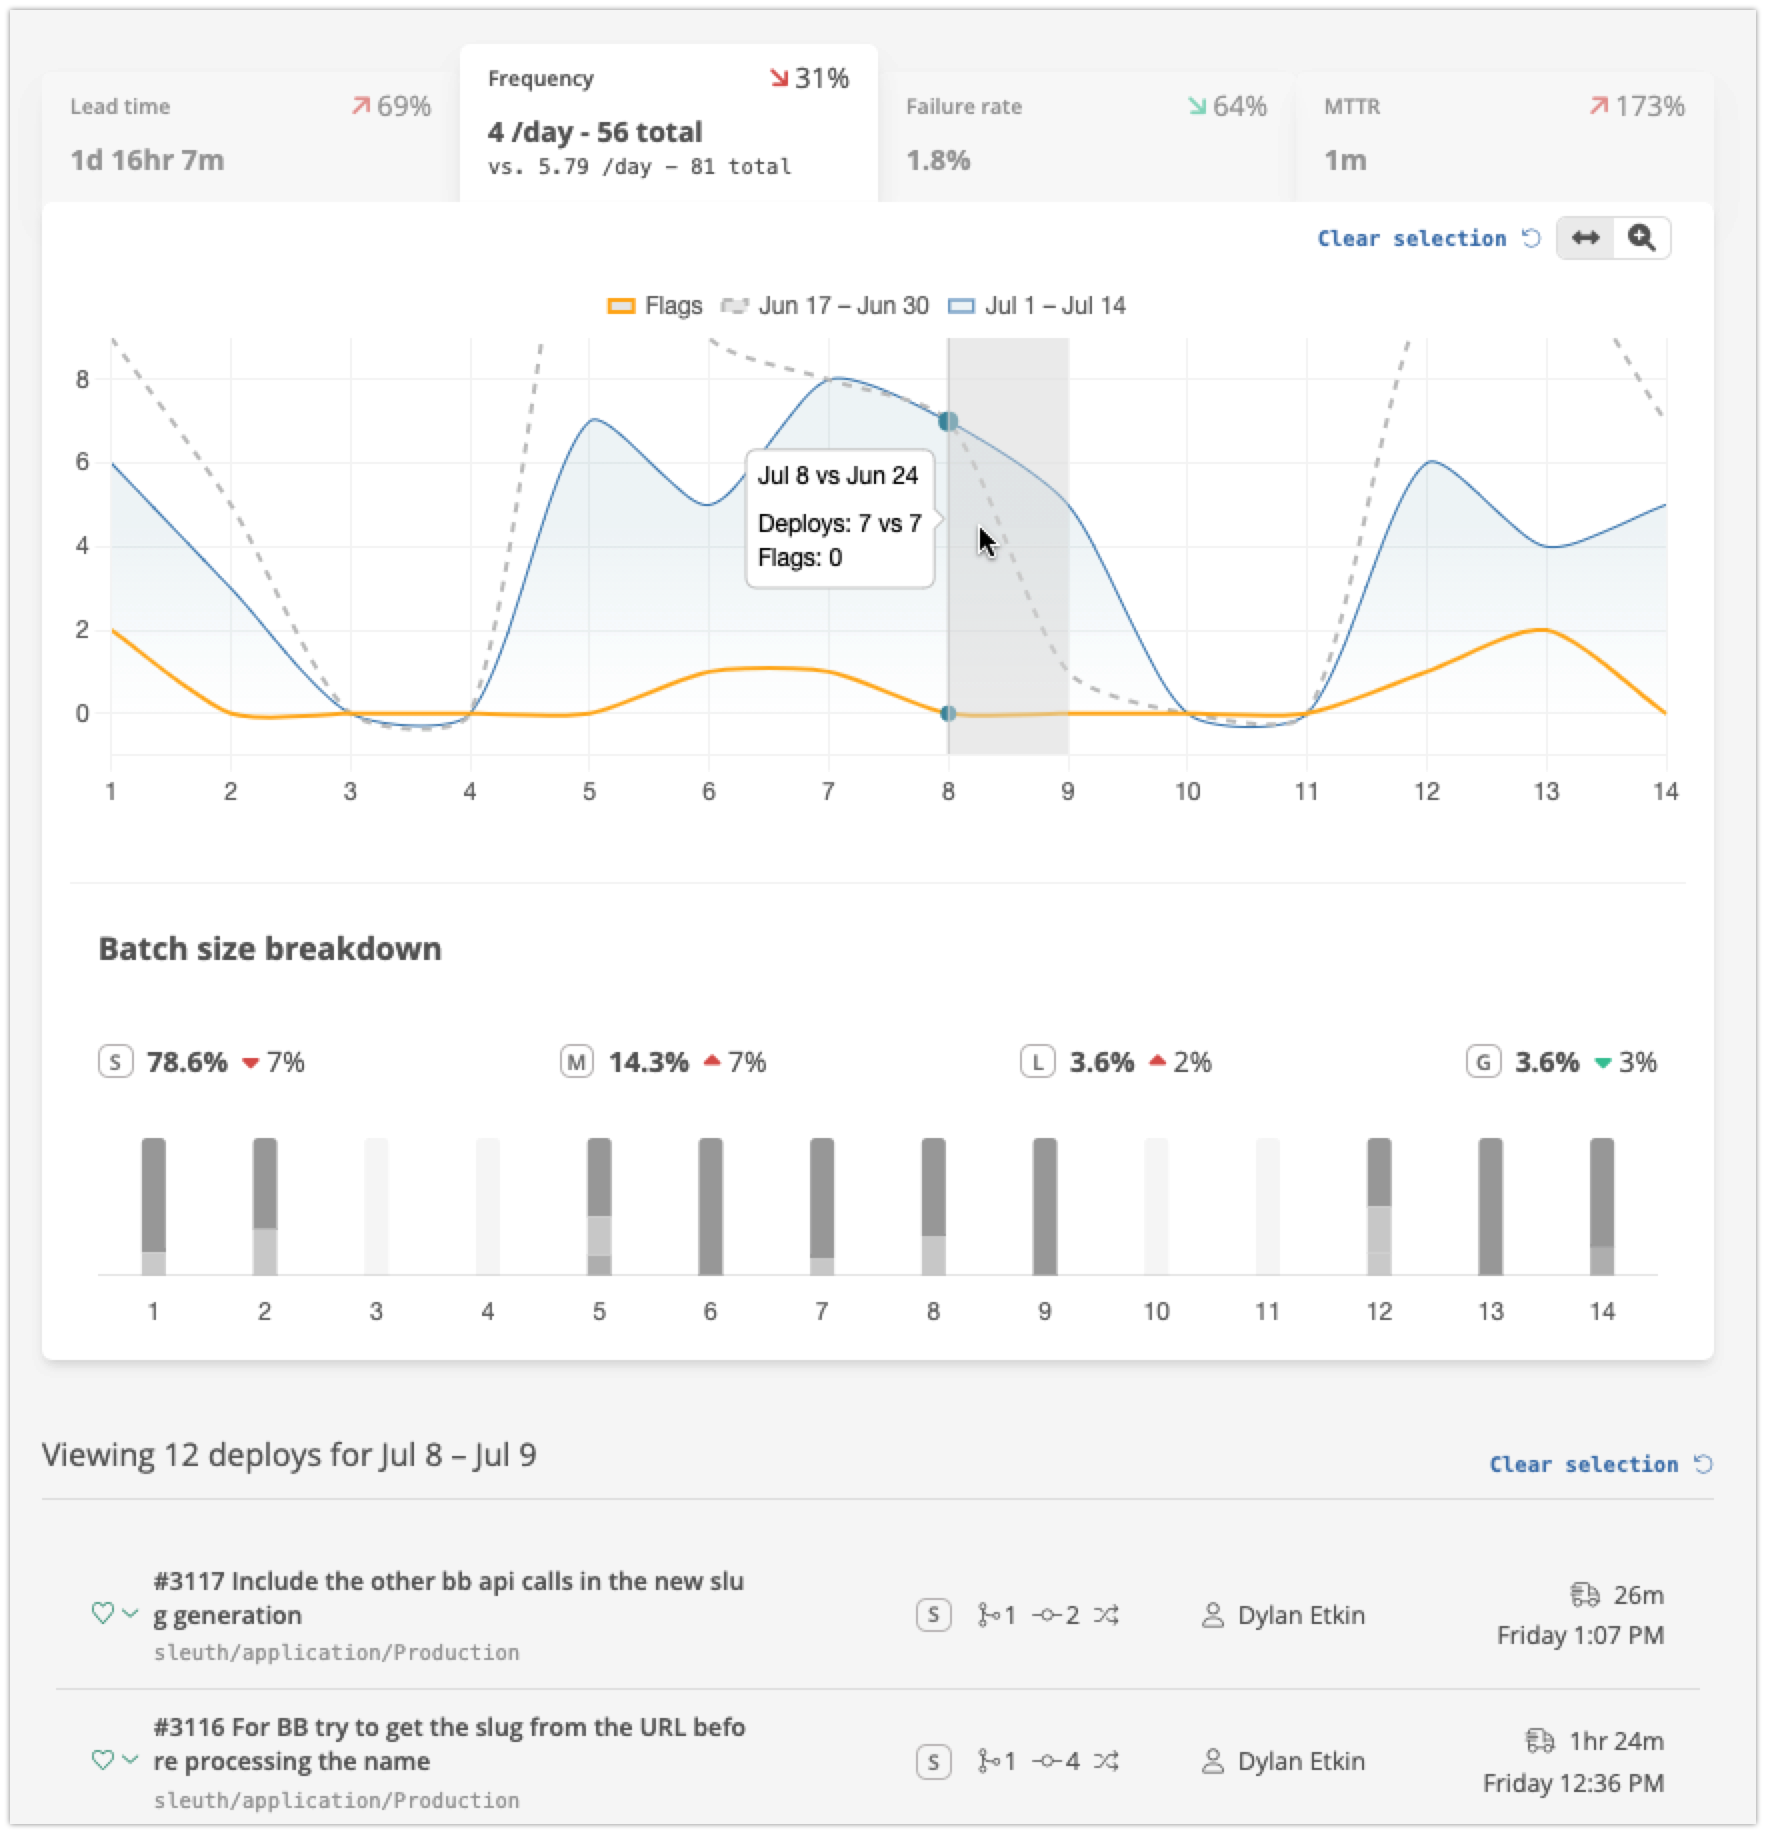 Lead time 69%
1d 16hr 7m
Frequency 31%
4 /day - 56 total
vs. 5.79 /day – 81 total
Failure rate 64%
1.8%
MTTR 173%
1m
Clear selection
Flags Jun 17 – Jun 30 Jul 1 – Jul 14
8
6
4
2
0
Jul 8 vs Jun 24
Deploys: 7 vs 7
Flags: 0
1 2 3 4 5 6 7 8 9 10 11 12 13 14
Batch size breakdown
S 78.6% 7% M 14.3% 7% L 3.6% 2% G 3.6% 3%
1 2 3 4 5 6 7 8 9 10 11 12 13 14
Viewing 12 deploys for Jul 8 – Jul 9
Clear selection
#3117 Include the other bb api calls in the new slu
g generation
sleuth/application/Production
S 1 2 Dylan Etkin
26m
Friday 1:07 PM
#3116 For BB try to get the slug from the URL befo
re processing the name
sleuth/application/Production
S 1 4 Dylan Etkin
1hr 24m
Friday 12:36 PM